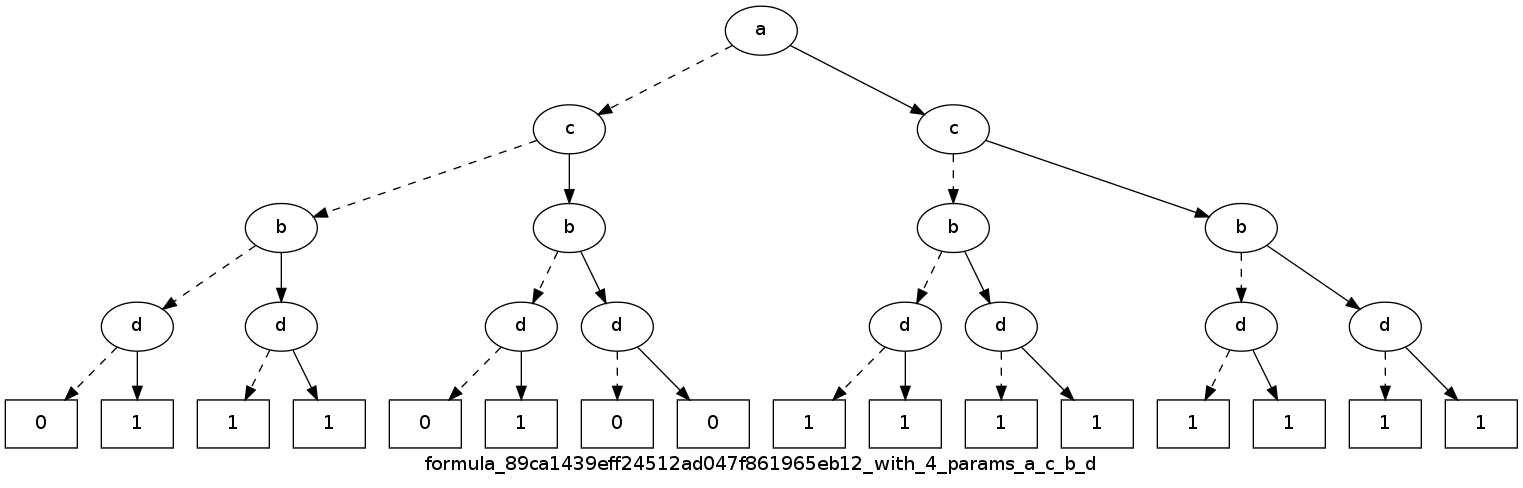 a
c c
b b b b
d d d d d d d d
0 1 1 1 0 1 0 0 1 1 1 1 1 1 1 1
formula_89ca1439eff24512ad047f861965eb12_with_4_params_a_c_b_d